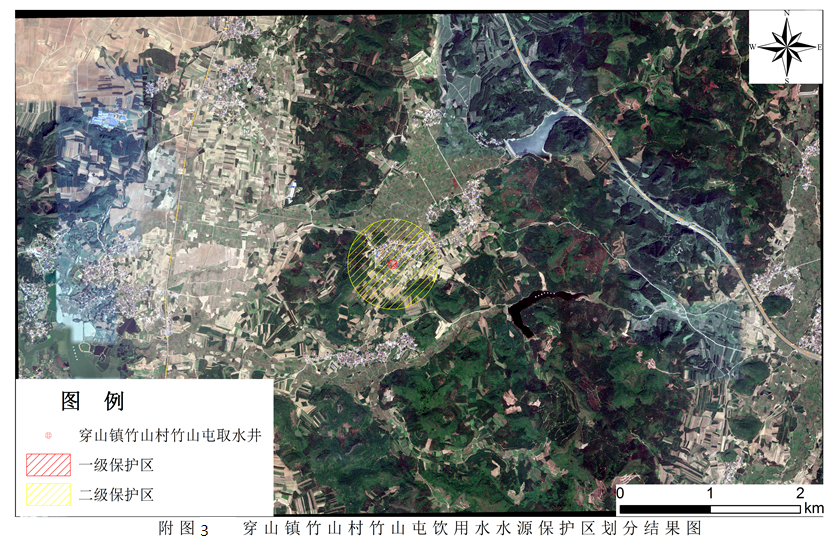 N
W E
S
图 例
穿山镇竹山村竹山屯取水井
一级保护区
二级保护区
0 1 2
km
附图3 穿山镇竹山村竹山屯饮用水水源保护区划分结果图